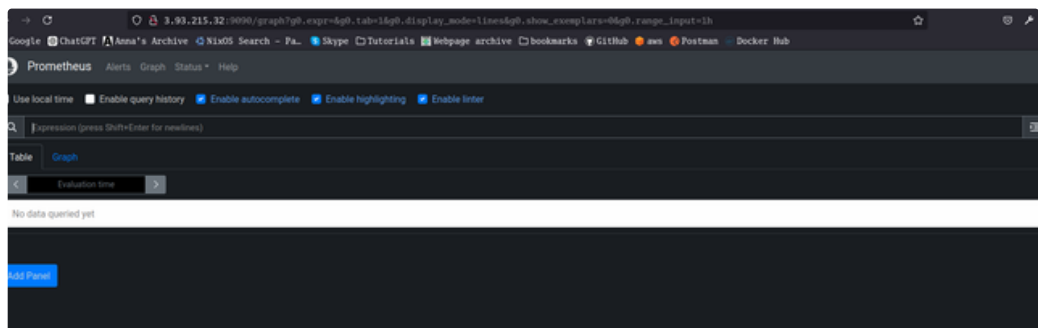 3.93.215.32:9090/graph?g0.expr=&g0.tab=1&g0.display_mode=lines&g0.show_exemplars=0&g0.range_input=1h
Google ChatGPT Anna's Archive NixOS Search - Pa… Skype Tutorials Webpage archive bookmarks GitHub aws Postman Docker Hub
Prometheus Alerts Graph Status Help
Use local time Enable query history Enable autocomplete Enable highlighting Enable linter
Expression (press Shift+Enter for newlines)
Table Graph
< Evaluation time >
No data queried yet
Add Panel